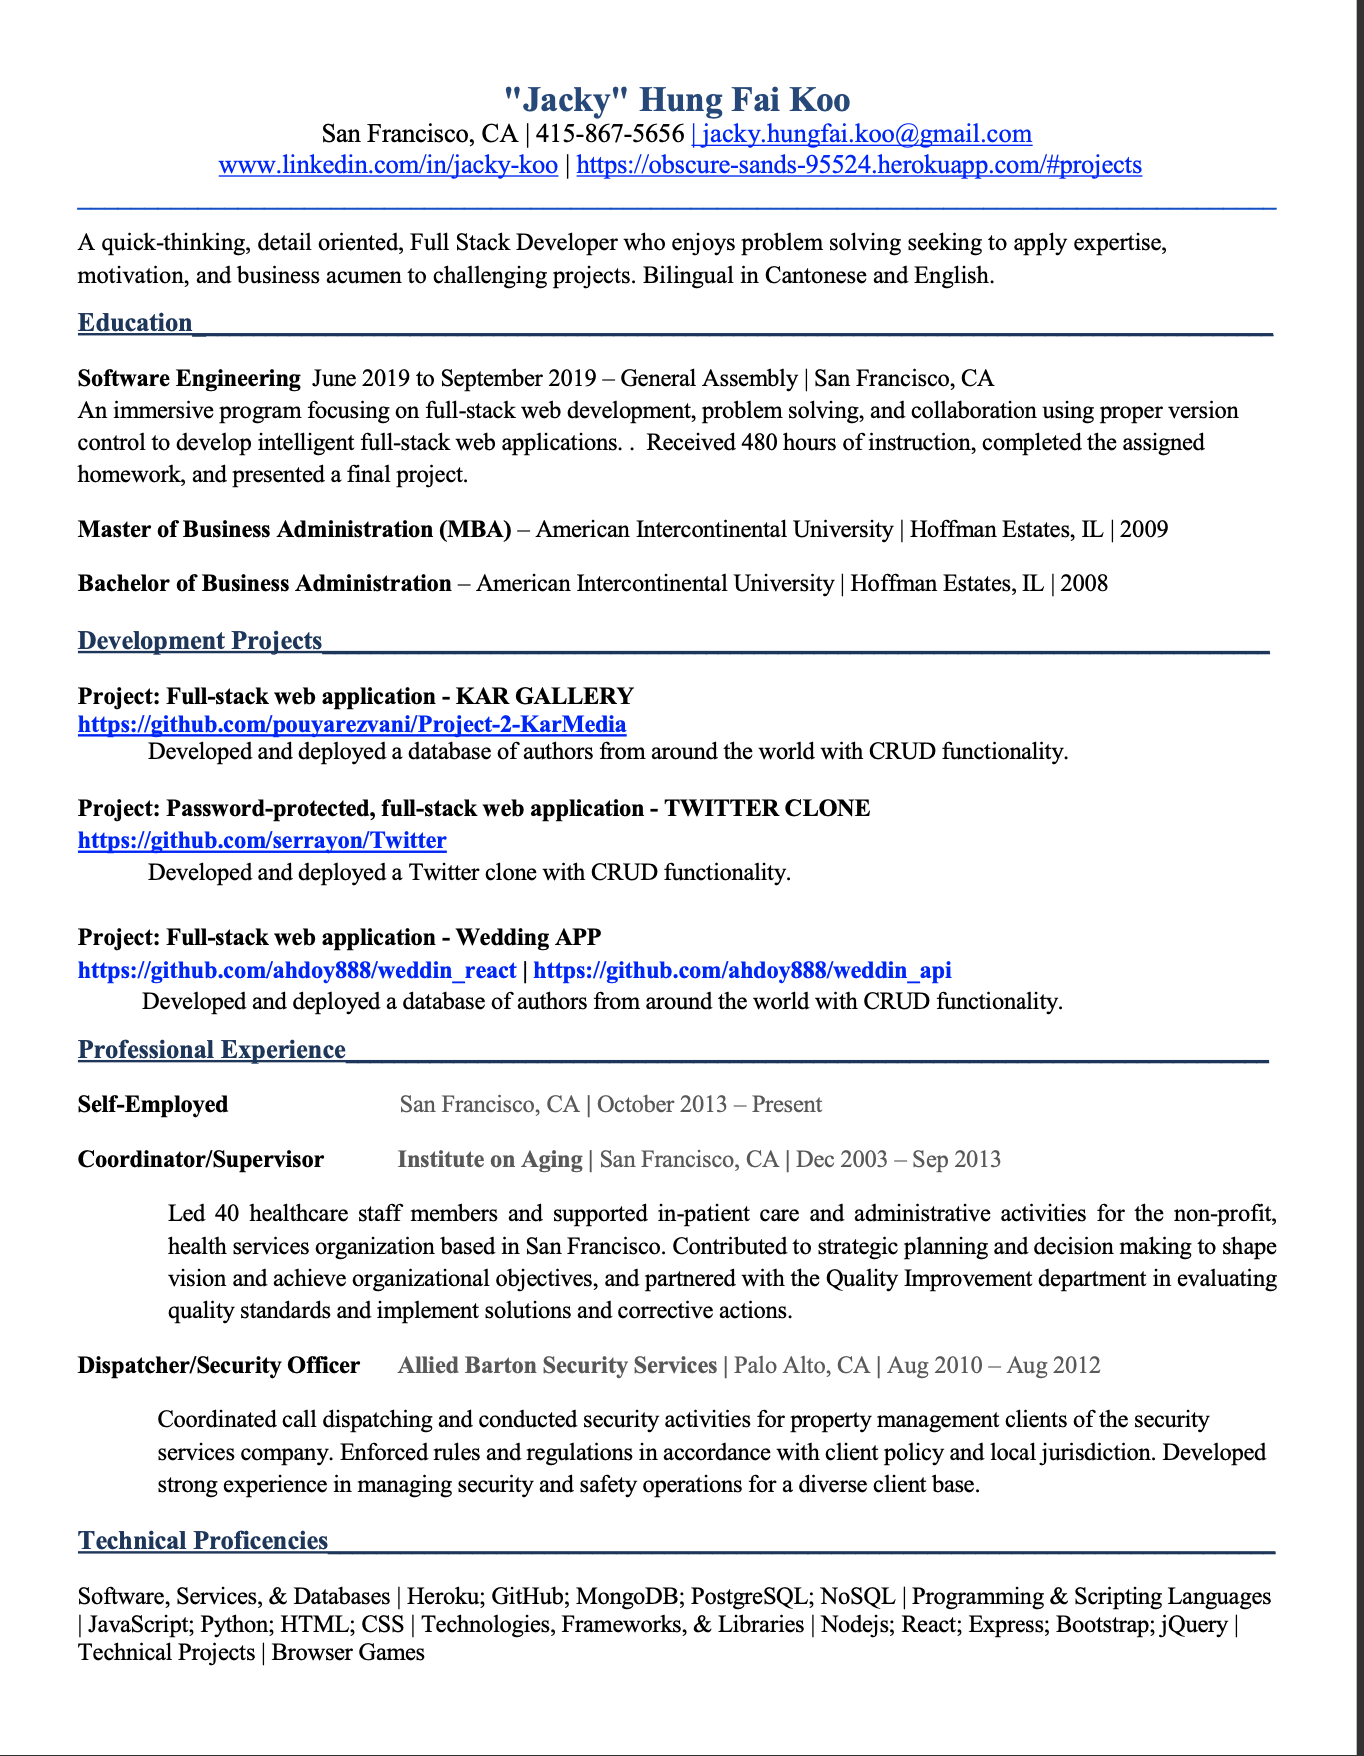 "Jacky" Hung Fai Koo
San Francisco, CA | 415-867-5656 | jacky.hungfai.koo@gmail.com
www.linkedin.com/in/jacky-koo | https://obscure-sands-95524.herokuapp.com/#projects
A quick-thinking, detail oriented, Full Stack Developer who enjoys problem solving seeking to apply expertise,
motivation, and business acumen to challenging projects. Bilingual in Cantonese and English.
Education
Software Engineering June 2019 to September 2019 – General Assembly | San Francisco, CA
An immersive program focusing on full-stack web development, problem solving, and collaboration using proper version
control to develop intelligent full-stack web applications. . Received 480 hours of instruction, completed the assigned
homework, and presented a final project.
Master of Business Administration (MBA) – American Intercontinental University | Hoffman Estates, IL | 2009
Bachelor of Business Administration – American Intercontinental University | Hoffman Estates, IL | 2008
Development Projects
Project: Full-stack web application - KAR GALLERY
https://github.com/pouyarezvani/Project-2-KarMedia
Developed and deployed a database of authors from around the world with CRUD functionality.
Project: Password-protected, full-stack web application - TWITTER CLONE
https://github.com/serrayon/Twitter
Developed and deployed a Twitter clone with CRUD functionality.
Project: Full-stack web application - Wedding APP
https://github.com/ahdoy888/weddin_react | https://github.com/ahdoy888/weddin_api
Developed and deployed a database of authors from around the world with CRUD functionality.
Professional Experience
Self-Employed San Francisco, CA | October 2013 – Present
Coordinator/Supervisor Institute on Aging | San Francisco, CA | Dec 2003 – Sep 2013
Led 40 healthcare staff members and supported in-patient care and administrative activities for the non-profit,
health services organization based in San Francisco. Contributed to strategic planning and decision making to shape
vision and achieve organizational objectives, and partnered with the Quality Improvement department in evaluating
quality standards and implement solutions and corrective actions.
Dispatcher/Security Officer Allied Barton Security Services | Palo Alto, CA | Aug 2010 – Aug 2012
Coordinated call dispatching and conducted security activities for property management clients of the security
services company. Enforced rules and regulations in accordance with client policy and local jurisdiction. Developed
strong experience in managing security and safety operations for a diverse client base.
Technical Proficencies
Software, Services, & Databases | Heroku; GitHub; MongoDB; PostgreSQL; NoSQL | Programming & Scripting Languages
| JavaScript; Python; HTML; CSS | Technologies, Frameworks, & Libraries | Nodejs; React; Express; Bootstrap; jQuery |
Technical Projects | Browser Games